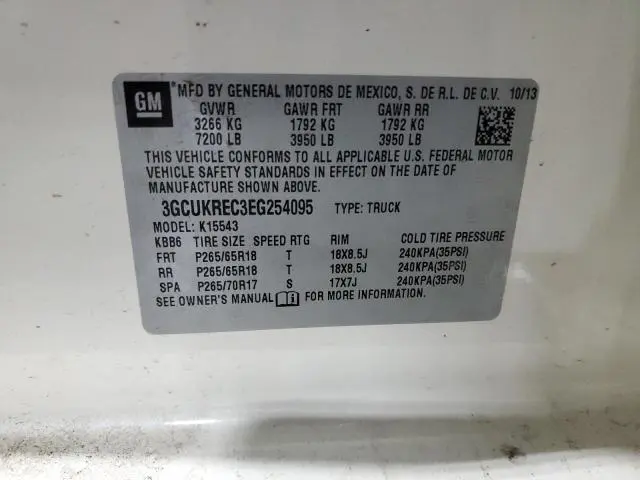 GM *MFD BY GENERAL MOTORS DE MEXICO, S. DE R.L. DE C.V. 10/13
GVWR GAWR FRT GAWR RR
3266 KG 1792 KG 1792 KG
7200 LB 3950 LB 3950 LB
THIS VEHICLE CONFORMS TO ALL APPLICABLE U.S. FEDERAL MOTOR
VEHICLE SAFETY STANDARDS IN EFFECT ON THE DATE OF
MANUFACTURE SHOWN ABOVE.
3GCUKREC3EG254095 TYPE: TRUCK
MODEL: K15543
KBB6 TIRE SIZE SPEED RTG RIM COLD TIRE PRESSURE
FRT P265/65R18 T 18X8.5J 240KPA(35PSI)
RR P265/65R18 T 18X8.5J 240KPA(35PSI)
SPA P265/70R17 S 17X7J 240KPA(35PSI)
SEE OWNER'S MANUAL FOR MORE INFORMATION.